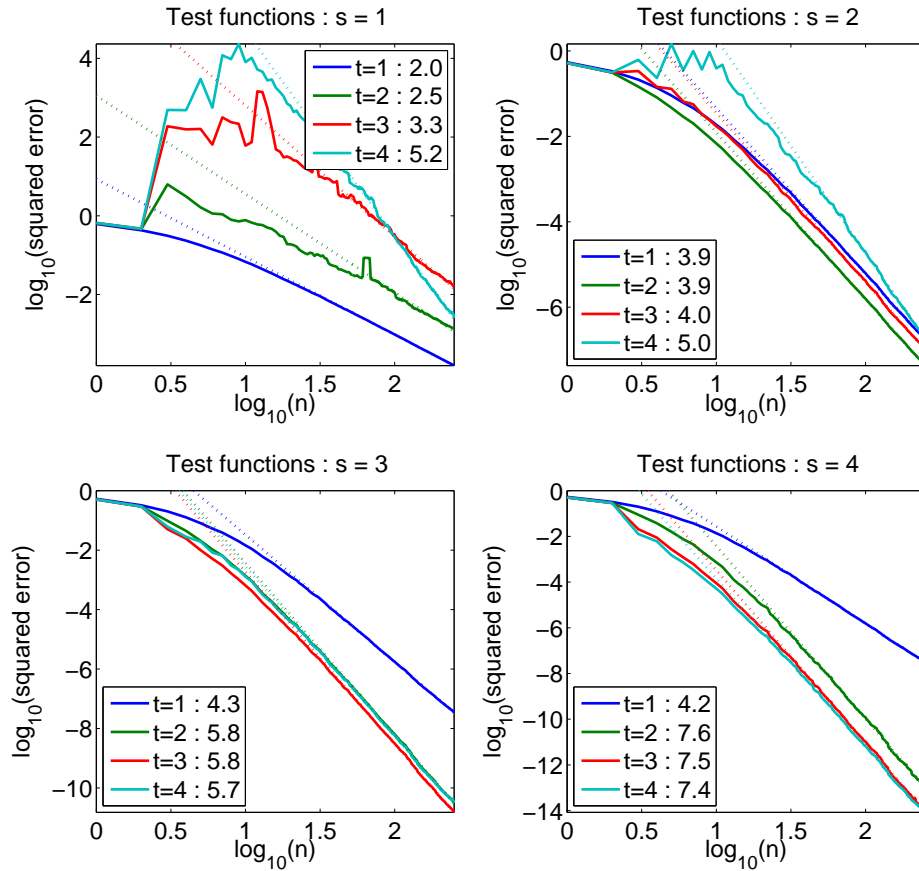 Test functions : s = 1
4
2
0
−2
log10(squared error)
t=1 : 2.0
t=2 : 2.5
t=3 : 3.3
t=4 : 5.2
0
0.5
1
1.5
2
log10(n)
Test functions : s = 2
0
−2
−4
−6
log10(squared error)
t=1 : 3.9
t=2 : 3.9
t=3 : 4.0
t=4 : 5.0
0
0.5
1
1.5
2
log10(n)
Test functions : s = 3
0
−2
−4
−6
−8
−10
log10(squared error)
t=1 : 4.3
t=2 : 5.8
t=3 : 5.8
t=4 : 5.7
0
0.5
1
1.5
2
log10(n)
Test functions : s = 4
0
−2
−4
−6
−8
−10
−12
−14
log10(squared error)
t=1 : 4.2
t=2 : 7.6
t=3 : 7.5
t=4 : 7.4
0
0.5
1
1.5
2
log10(n)